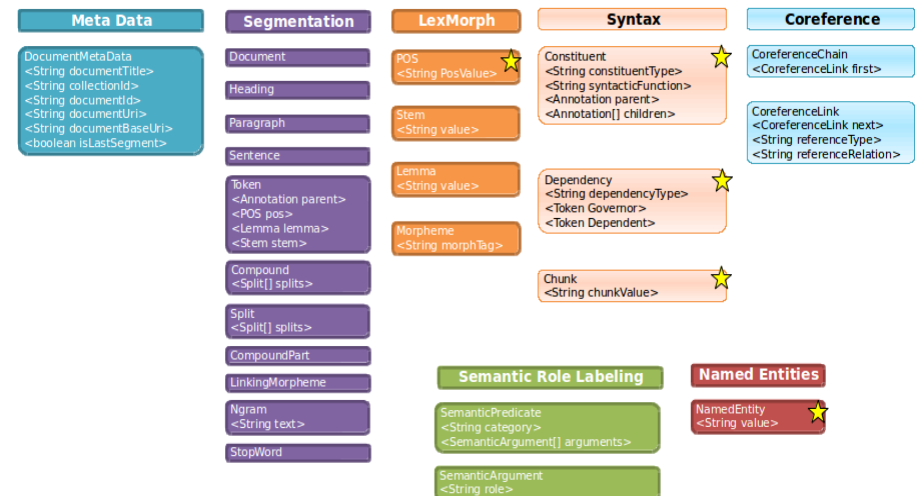 Meta Data
DocumentMetaData
<String documentTitle>
<String collectionId>
<String documentId>
<String documentUri>
<String documentBaseUri>
<boolean isLastSegment>
Segmentation
Document
Heading
Paragraph
Sentence
Token
<Annotation parent>
<POS pos>
<Lemma lemma>
<Stem stem>
Compound
<Split[] splits>
Split
<Split[] splits>
CompoundPart
LinkingMorpheme
Ngram
<String text>
StopWord
LexMorph
POS
<String PosValue>
Stem
<String value>
Lemma
<String value>
Morpheme
<String morphTag>
Syntax
Constituent
<String constituentType>
<String syntacticFunction>
<Annotation parent>
<Annotation[] children>
Dependency
<String dependencyType>
<Token Governor>
<Token Dependent>
Chunk
<String chunkValue>
Coreference
CoreferenceChain
<CoreferenceLink first>
CoreferenceLink
<CoreferenceLink next>
<String referenceType>
<String referenceRelation>
Semantic Role Labeling
SemanticPredicate
<String category>
<SemanticArgument[] arguments>
SemanticArgument
<String role>
Named Entities
NamedEntity
<String value>